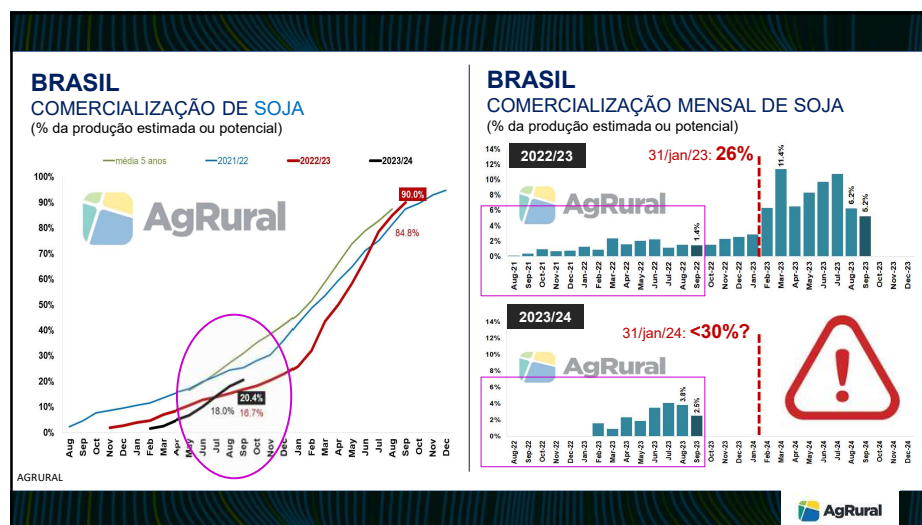 BRASIL
COMERCIALIZAÇÃO DE SOJA
(% da produção estimada ou potencial)
média 5 anos 2021/22 2022/23 2023/24
AgRural
100%
90%
80%
70%
60%
50%
40%
30%
20%
10%
0%
90.0%
84.8%
20.4%
18.0% 16.7%
Aug Sep Oct Nov Dec Jan Feb Mar Apr May Jun Jul Aug Sep Oct Nov Dec Jan Feb Mar Apr May Jun Jul Aug Sep Oct Nov Dec
AGRURAL
BRASIL
COMERCIALIZAÇÃO MENSAL DE SOJA
(% da produção estimada ou potencial)
2022/23
31/jan/23: 26%
AgRural
14%
12%
10%
8%
6%
4%
2%
0%
1.4%
11.4%
6.2%
5.2%
Aug-21 Sep-21 Oct-21 Nov-21 Dec-21 Jan-22 Feb-22 Mar-22 Apr-22 May-22 Jun-22 Jul-22 Aug-22 Sep-22 Oct-22 Nov-22 Dec-22 Jan-23 Feb-23 Mar-23 Apr-23 May-23 Jun-23 Jul-23 Aug-23 Sep-23 Oct-23 Nov-23 Dec-23
2023/24
31/jan/24: <30%?
AgRural
14%
12%
10%
8%
6%
4%
2%
0%
3.8%
2.5%
Aug-22 Sep-22 Oct-22 Nov-22 Dec-22 Jan-23 Feb-23 Mar-23 Apr-23 May-23 Jun-23 Jul-23 Aug-23 Sep-23 Oct-23 Nov-23 Dec-23 Jan-24 Feb-24 Mar-24 Apr-24 May-24 Jun-24 Jul-24 Aug-24 Sep-24 Oct-24 Nov-24 Dec-24
AgRural